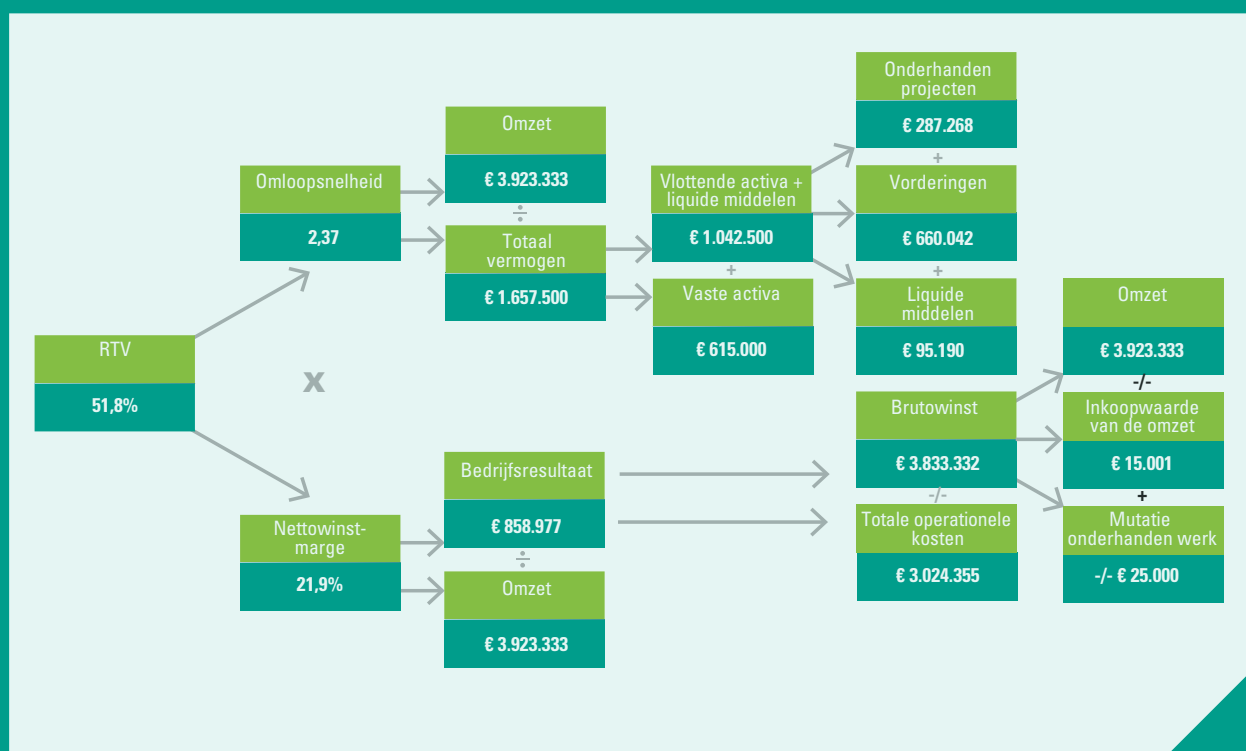 RTV
51,8%
x
Omloopsnelheid
2,37
Nettowinst-
marge
21,9%
Omzet
€ 3.923.333
÷
Totaal
vermogen
€ 1.657.500
Bedrijfsresultaat
€ 858.977
÷
Omzet
€ 3.923.333
Vlottende activa +
liquide middelen
€ 1.042.500
+
Vaste activa
€ 615.000
Onderhanden
projecten
€ 287.268
+
Vorderingen
€ 660.042
+
Liquide
middelen
€ 95.190
Brutowinst
€ 3.833.332
-/-
Totale operationele
kosten
€ 3.024.355
Omzet
€ 3.923.333
-/-
Inkoopwaarde
van de omzet
€ 15.001
+
Mutatie
onderhanden werk
-/- € 25.000